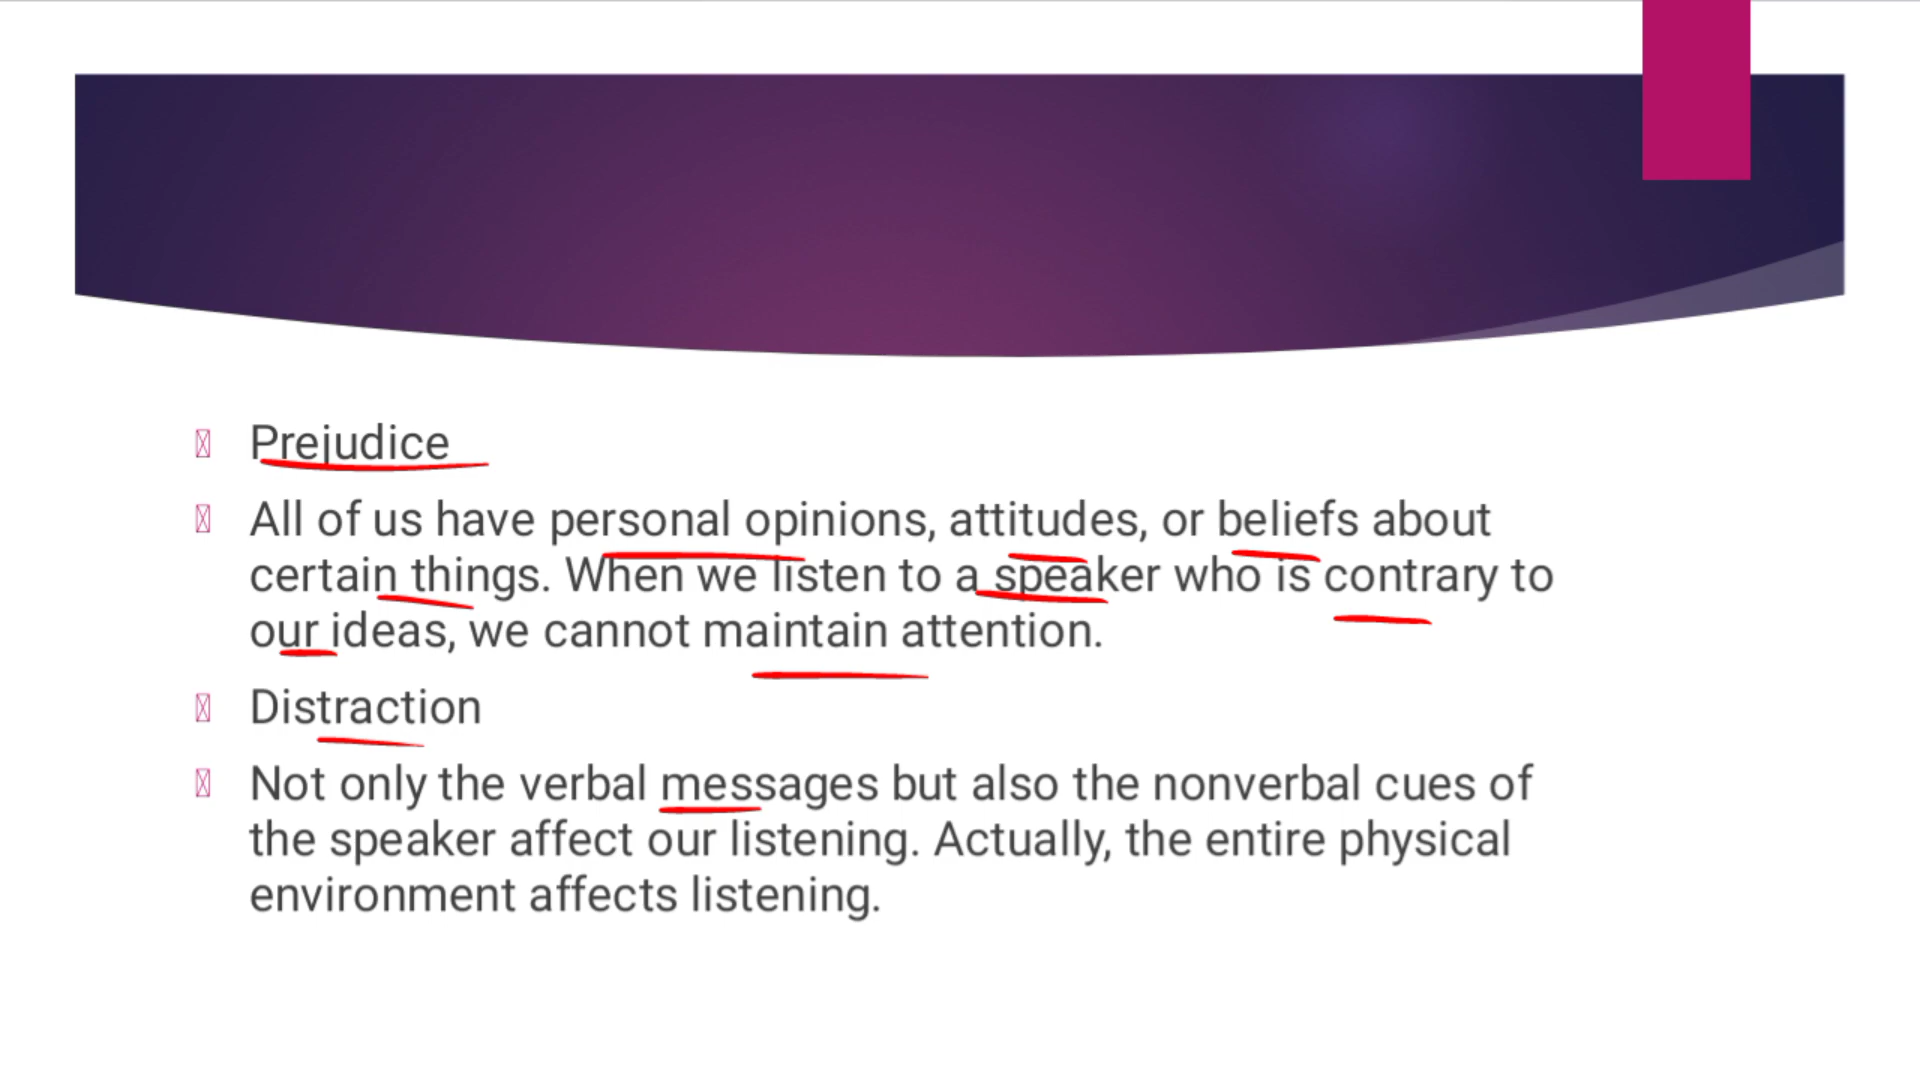 Prejudice
All of us have personal opinions, attitudes, or beliefs about
certain things. When we listen to a speaker who is contrary to
our ideas, we cannot maintain attention.
Distraction
Not only the verbal messages but also the nonverbal cues of
the speaker affect our listening. Actually, the entire physical
environment affects listening.